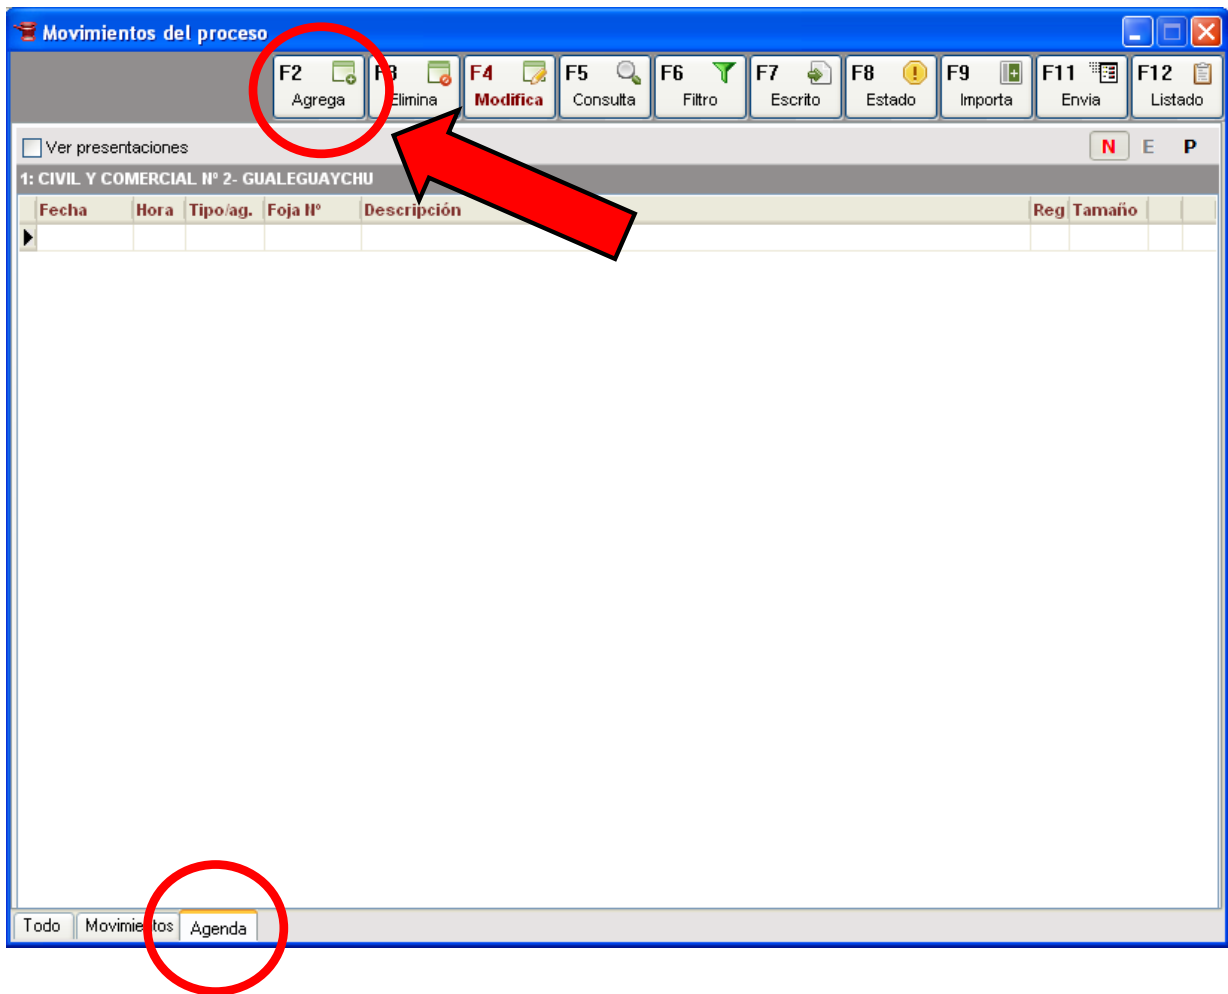 Movimientos del proceso
F2 F3 F4 F5 F6 F7 F8 F9 F11 F12
Agrega Elimina Modifica Consulta Filtro Escrito Estado Importa Envia Listado
Ver presentaciones N E P
1: CIVIL Y COMERCIAL Nº 2- GUALEGUAYCHU
Fecha Hora Tipo/ag. Foja Nº Descripción Reg Tamaño
Todo Movimientos Agenda